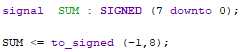 signal SUM : SIGNED (7 downto 0);
SUM <= to_signed (-1,8);